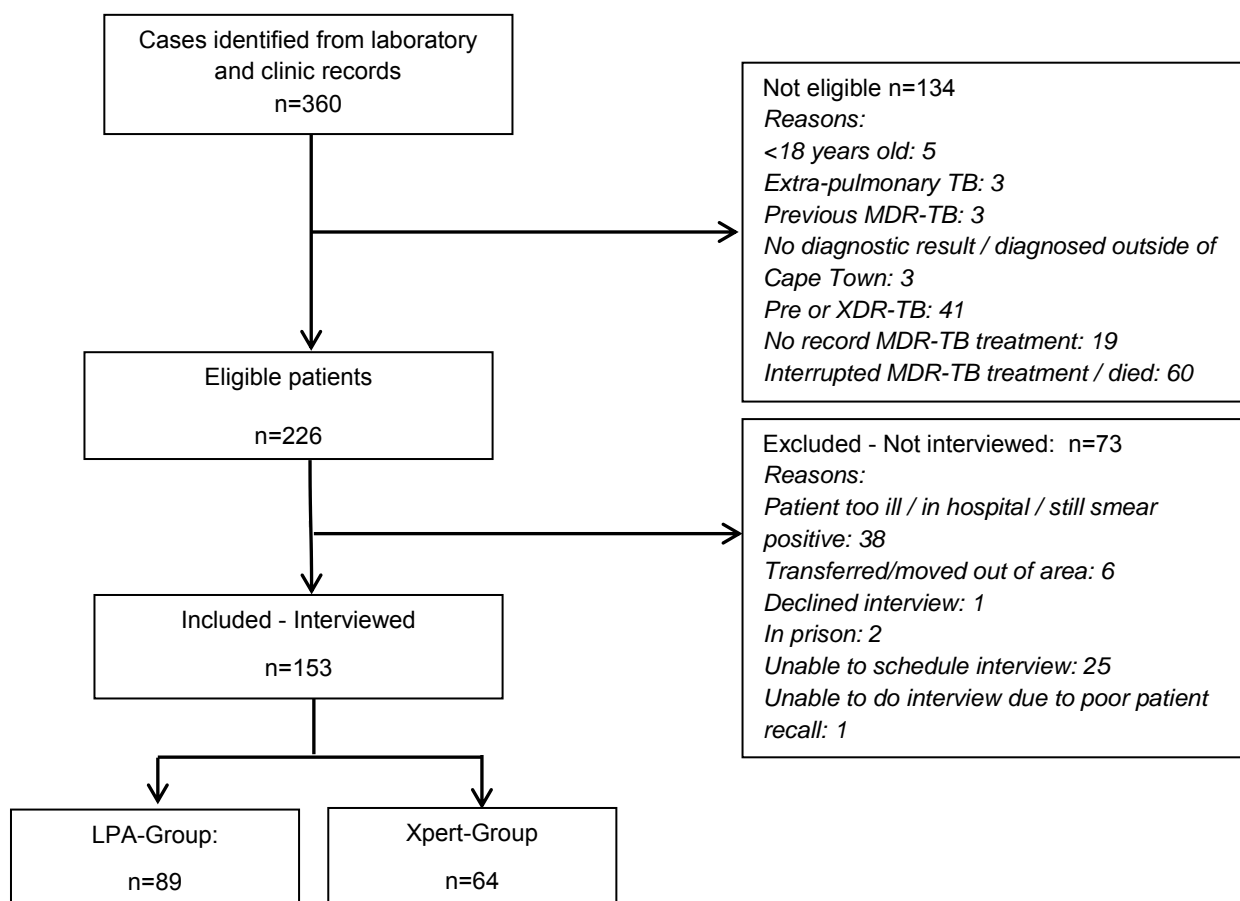 Cases identified from laboratory
and clinic records
n=360
Not eligible n=134
Reasons:
<18 years old: 5
Extra-pulmonary TB: 3
Previous MDR-TB: 3
No diagnostic result / diagnosed outside of
Cape Town: 3
Pre or XDR-TB: 41
No record MDR-TB treatment: 19
Interrupted MDR-TB treatment / died: 60
Eligible patients
n=226
Excluded - Not interviewed:  n=73
Reasons:
Patient too ill / in hospital / still smear
positive: 38
Transferred/moved out of area: 6
Declined interview: 1
In prison: 2
Unable to schedule interview: 25
Unable to do interview due to poor patient
recall: 1
Included - Interviewed
n=153
LPA-Group:
n=89
Xpert-Group
n=64